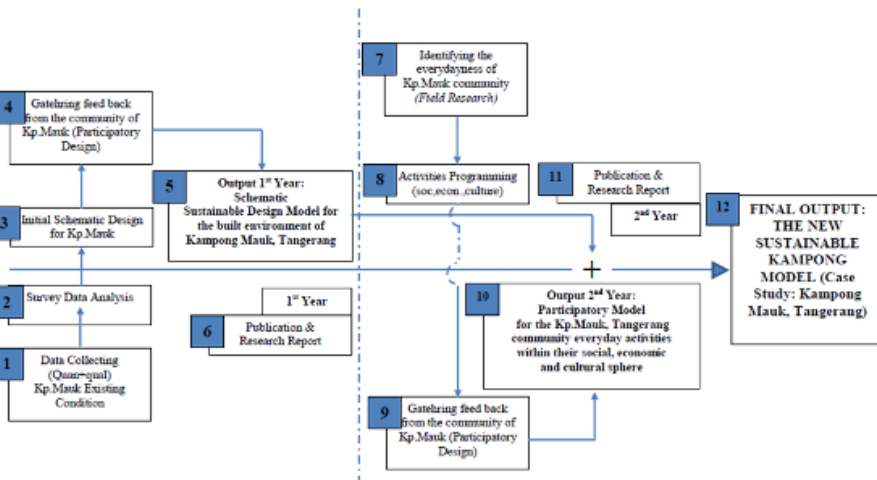 1
Data Collecting
(Quan+qual)
Kp.Mauk Existing
Condition
2
Survey Data Analysis
3
Initial Schematic Design
for Kp.Mauk
4
Gatehring feed back
from the community of
Kp.Mauk (Participatory
Design)
5
Output 1st Year:
Schematic
Sustainable Design Model for
the built environment of
Kampong Mauk, Tangerang
1st Year
6
Publication &
Research Report
7
Identifying the
everydayness of
Kp.Mauk community
(Field Research)
8
Activities Programming
(soc,econ.,culture)
9
Gatehring feed back
from the community of
Kp.Mauk (Participatory
Design)
10
Output 2nd Year:
Participatory Model
for the Kp.Mauk, Tangerang
community everyday activities
within their social, economic
and cultural sphere
11
Publication &
Research Report
2nd Year
+
12
FINAL OUTPUT:
THE NEW
SUSTAINABLE
KAMPONG
MODEL (Case
Study: Kampong
Mauk, Tangerang)